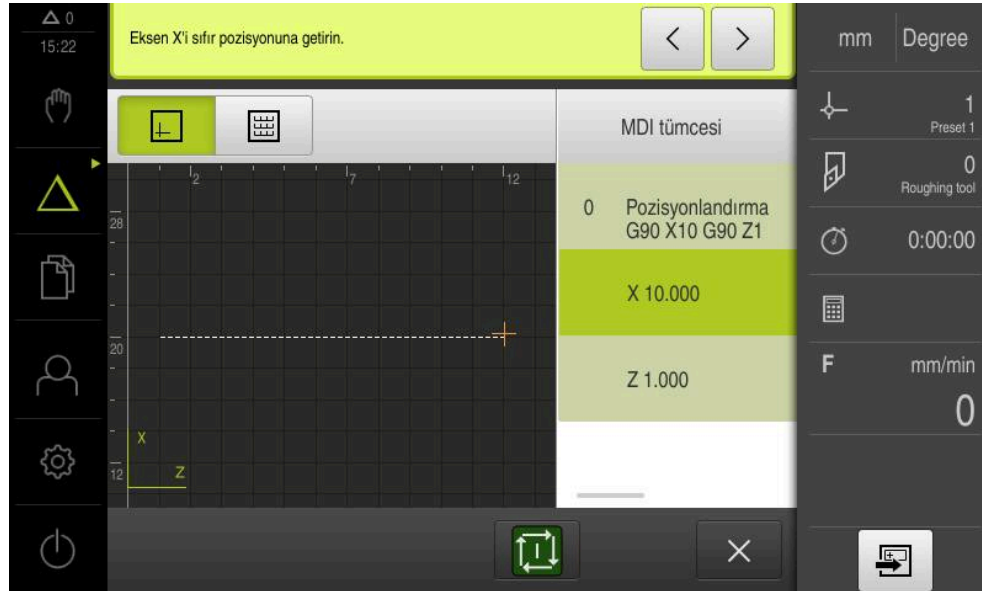 0
15:22
Eksen X'i sıfır pozisyonuna getirin.
mm Degree
1
Preset 1
0
Roughing tool
0:00:00
F mm/min
0
MDI tümcesi
0 Pozisyonlandırma
G90 X10 G90 Z1
X 10.000
Z 1.000
2 7 12
28
20
12
X
Z